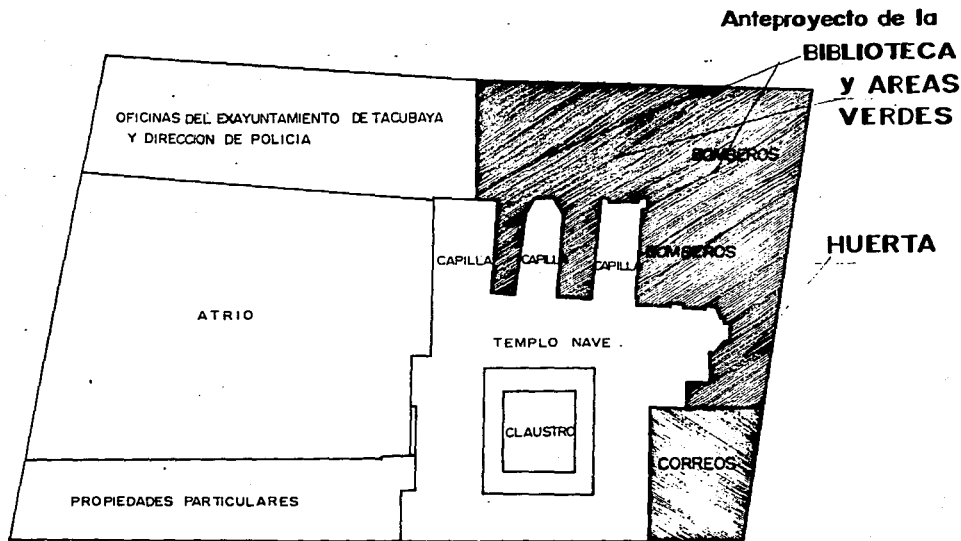 Anteproyecto de la
BIBLIOTECA
y AREAS
VERDES
OFICINAS DEL EXAYUNTAMIENTO DE TACUBAYA
Y DIRECCION DE POLICIA
BOMBEROS
HUERTA
CAPILLA
CAPILLA
CAPILLA
BOMBEROS
ATRIO
TEMPLO NAVE .
CLAUSTRO
CORREOS
PROPIEDADES PARTICULARES